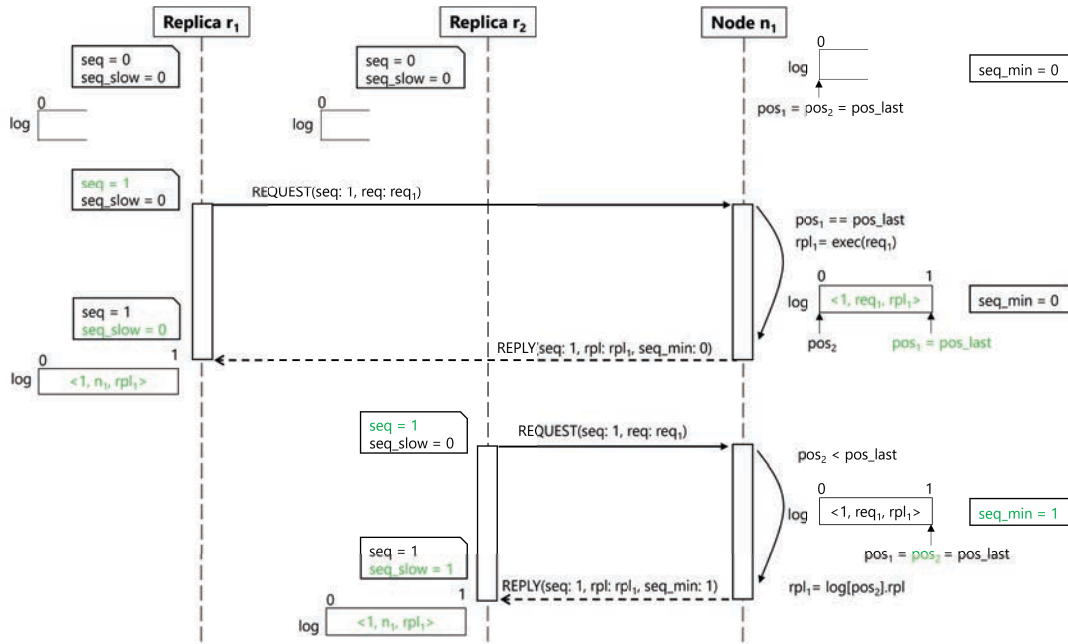 Replica r₁
Replica r₂
Node n₁
seq = 0
seq_slow = 0
0
log
seq = 0
seq_slow = 0
0
log
0
log
seq_min = 0
pos₁ = pos₂ = pos_last
seq = 1
seq_slow = 0
REQUEST(seq: 1, req: req₁)
pos₁ == pos_last
rpl₁= exec(req₁)
0 1
log <1, req₁, rpl₁>
seq_min = 0
pos₂ pos₁ = pos_last
seq = 1
seq_slow = 0
REPLY(seq: 1, rpl: rpl₁, seq_min: 0)
0 1
log <1, n₁, rpl₁>
seq = 1
seq_slow = 0
REQUEST(seq: 1, req: req₁)
pos₂ < pos_last
0 1
log <1, req₁, rpl₁>
seq_min = 1
pos₁ = pos₂ = pos_last
seq = 1
seq_slow = 1
REPLY(seq: 1, rpl: rpl₁, seq_min: 1)
rpl₁= log[pos₂].rpl
0 1
log <1, n₁, rpl₁>